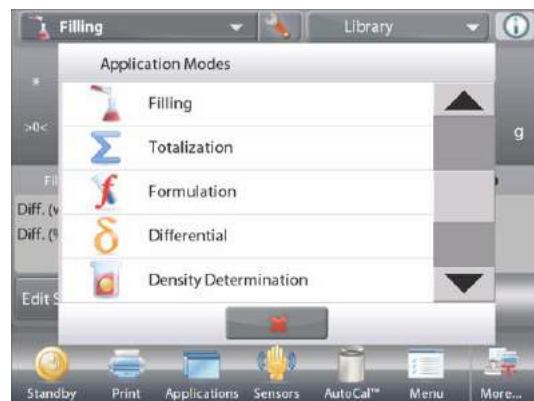 Filling
Library
Application Modes
Filling
Totalization
Formulation
Differential
Density Determination
*
>0<
g
Fil
Diff. (v
Diff. (%
Edit S
Standby
Print
Applications
Sensors
AutoCal™
Menu
More...